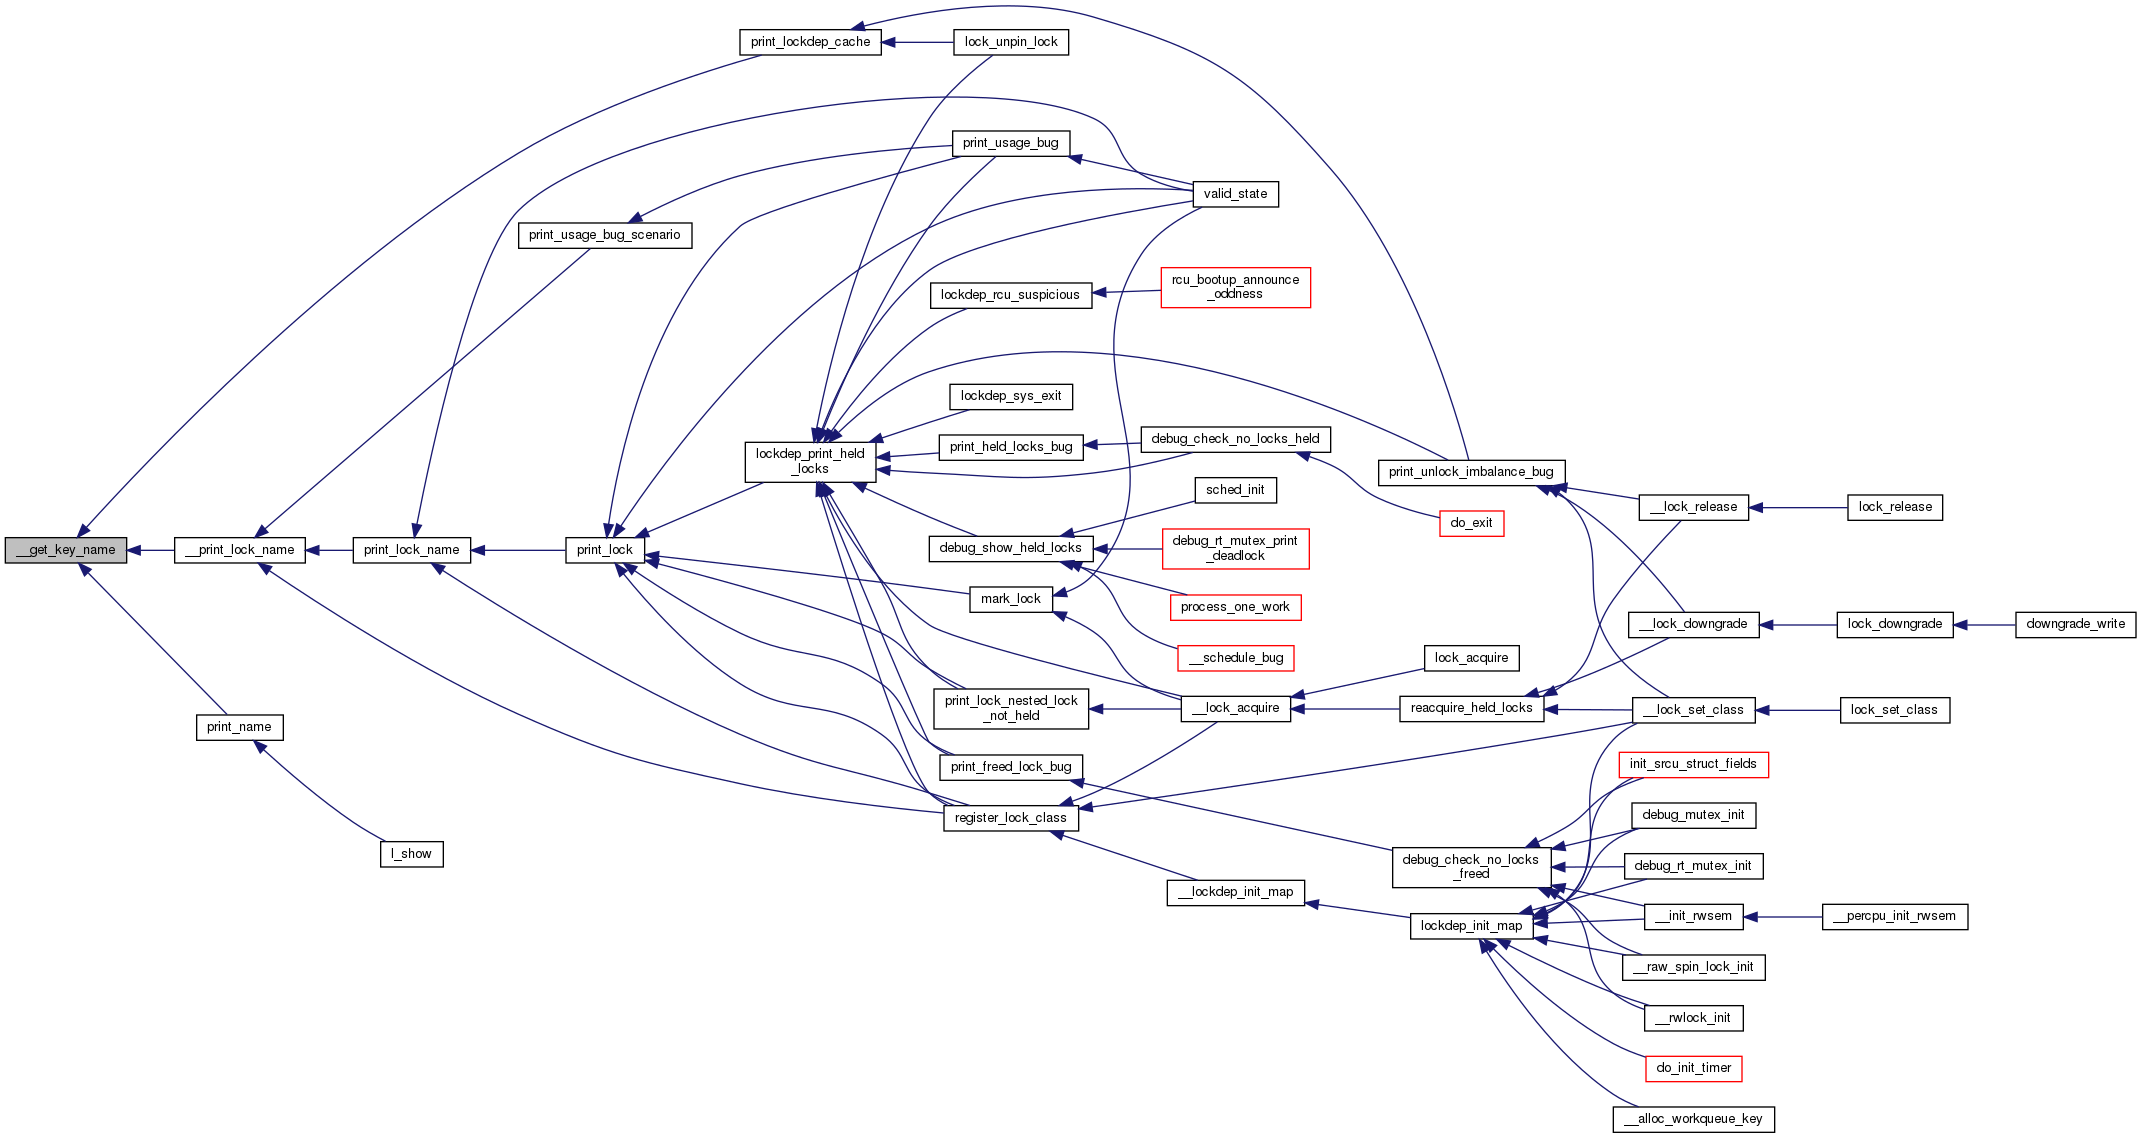 print_lockdep_cache
lock_unpin_lock
print_usage_bug
valid_state
print_usage_bug_scenario
rcu_bootup_announce
_oddness
lockdep_rcu_suspicious
lockdep_sys_exit
debug_check_no_locks_held
print_held_locks_bug
lockdep_print_held
_locks
print_unlock_imbalance_bug
sched_init
__lock_release
lock_release
do_exit
__get_key_name
__print_lock_name
print_lock_name
print_lock
debug_show_held_locks
debug_rt_mutex_print
_deadlock
mark_lock
process_one_work
__lock_downgrade
lock_downgrade
downgrade_write
__schedule_bug
lock_acquire
print_lock_nested_lock
_not_held
__lock_acquire
reacquire_held_locks
__lock_set_class
lock_set_class
print_name
print_freed_lock_bug
init_srcu_struct_fields
register_lock_class
debug_mutex_init
l_show
debug_check_no_locks
_freed
debug_rt_mutex_init
__lockdep_init_map
lockdep_init_map
__init_rwsem
__percpu_init_rwsem
__raw_spin_lock_init
__rwlock_init
do_init_timer
__alloc_workqueue_key